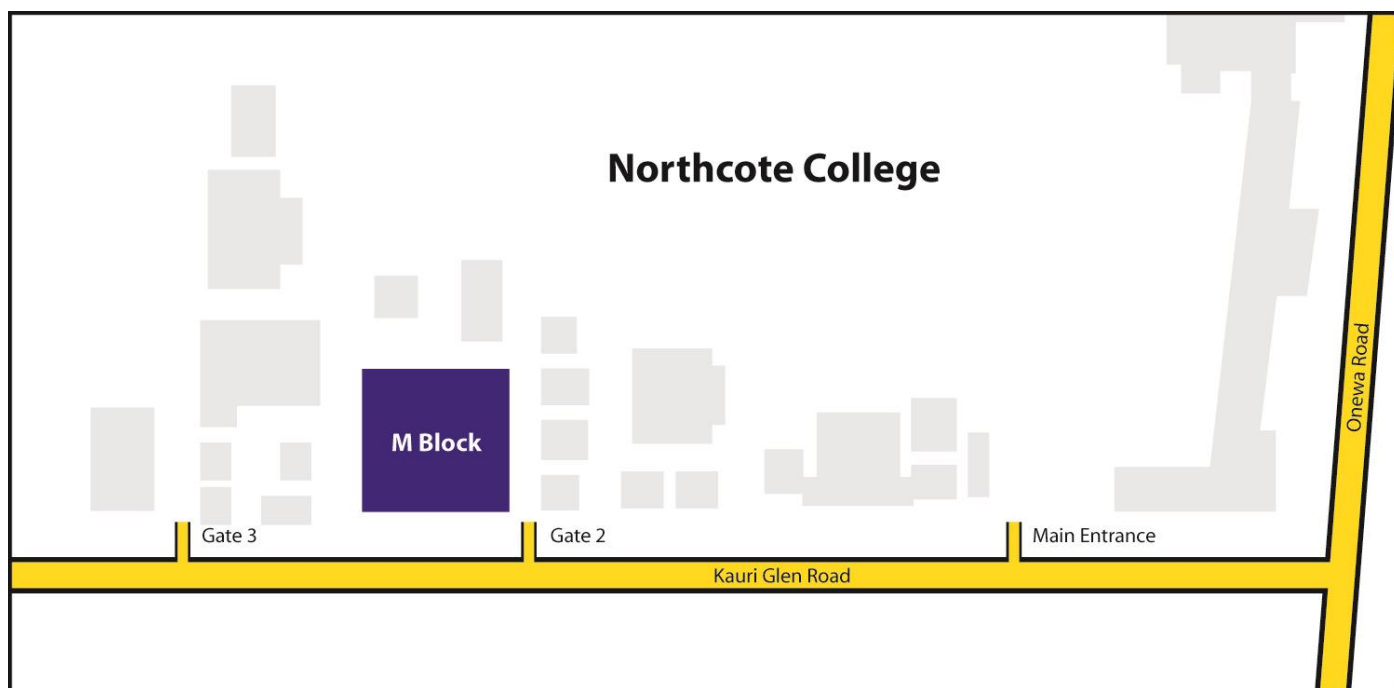 Northcote College
Onewa Road
M Block
Gate 3
Gate 2
Main Entrance
Kauri Glen Road